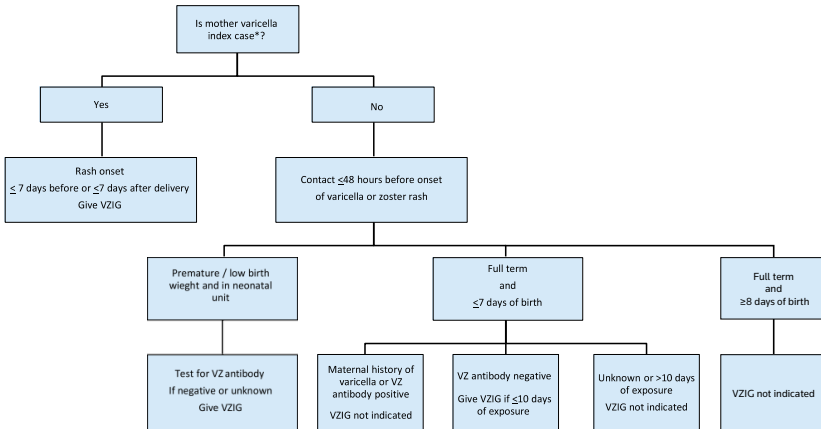 Is mother varicella
index case*?
Yes
No
Rash onset
≤ 7 days before or ≤7 days after delivery
Give VZIG
Contact ≤48 hours before onset
of varicella or zoster rash
Premature / low birth
wieght and in neonatal
unit
Full term
and
≤7 days of birth
Full term
and
≥8 days of birth
Test for VZ antibody
If negative or unknown
Give VZIG
Maternal history of
varicella or VZ
antibody positive
VZIG not indicated
VZ antibody negative
Give VZIG if ≤10 days
of exposure
Unknown or >10 days
of exposure
VZIG not indicated
VZIG not indicated